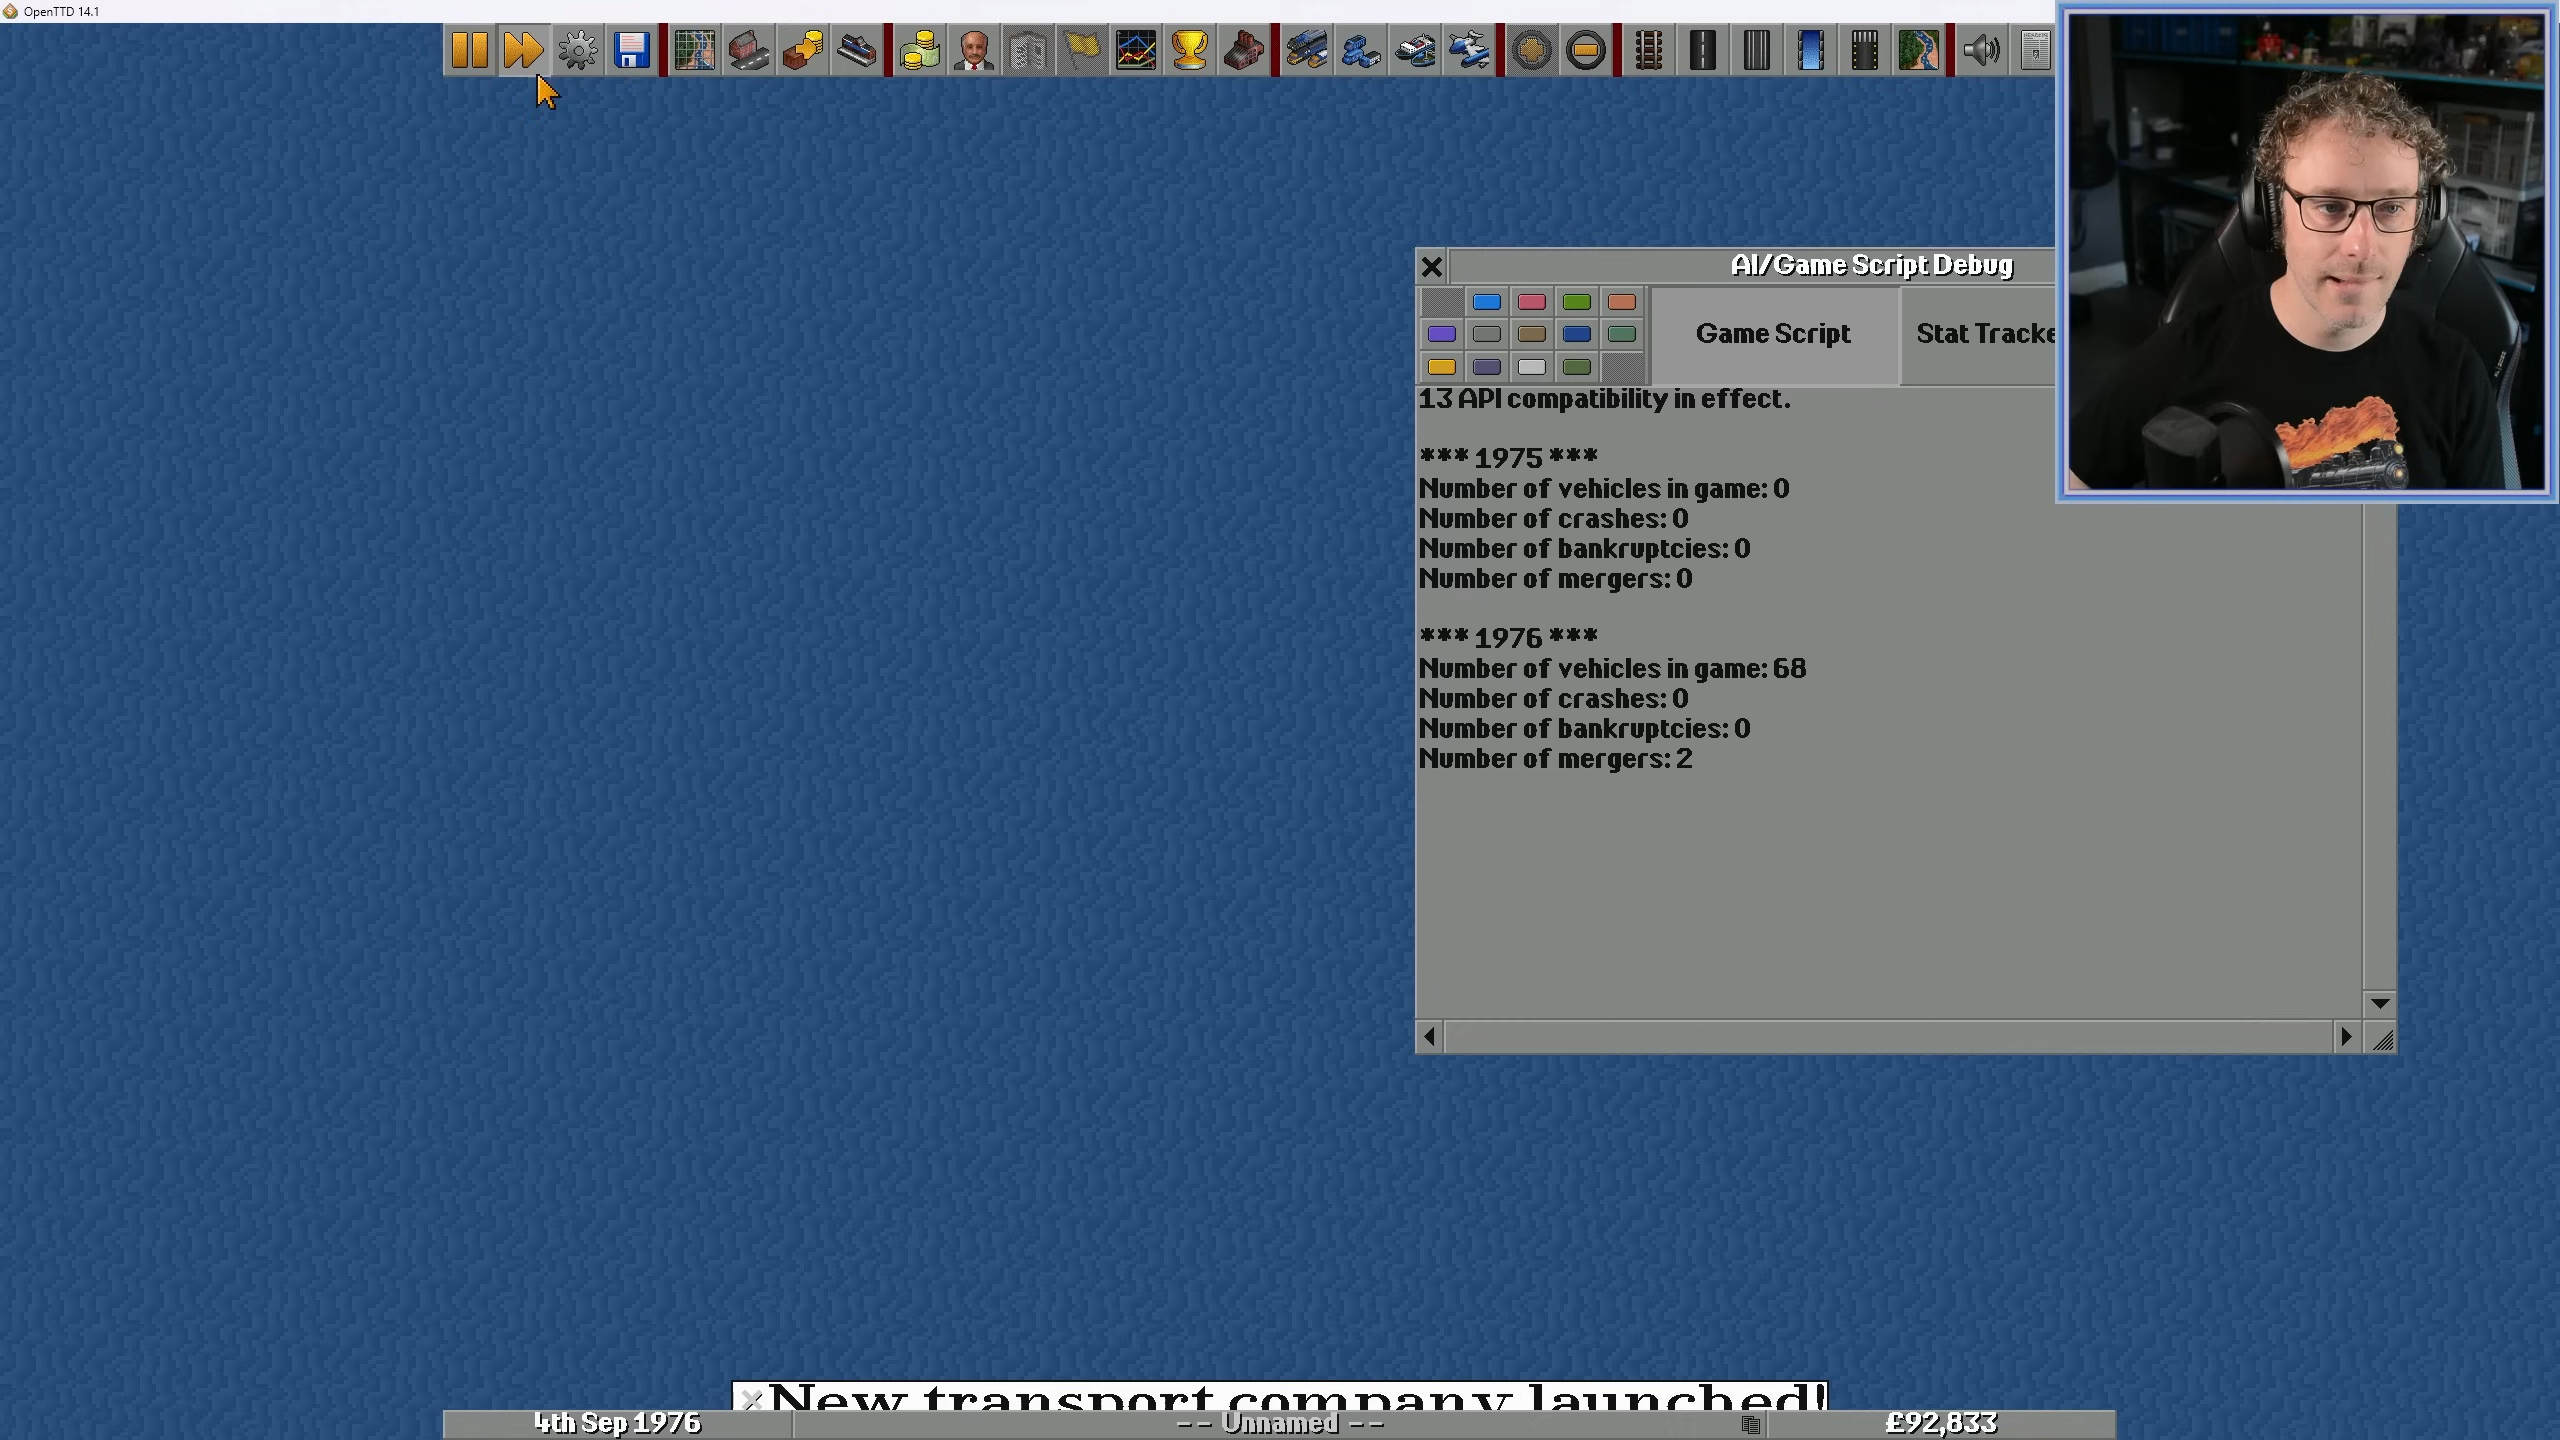 OpenTTD 14.1
AI/Game Script Debug
Game Script
Stat Tracke
13 API compatibility in effect.
*** 1975 ***
Number of vehicles in game: 0
Number of crashes: 0
Number of bankruptcies: 0
Number of mergers: 0
*** 1976 ***
Number of vehicles in game: 68
Number of crashes: 0
Number of bankruptcies: 0
Number of mergers: 2
New transport company launched!
4th Sep 1976
-- Unnamed --
£92,833